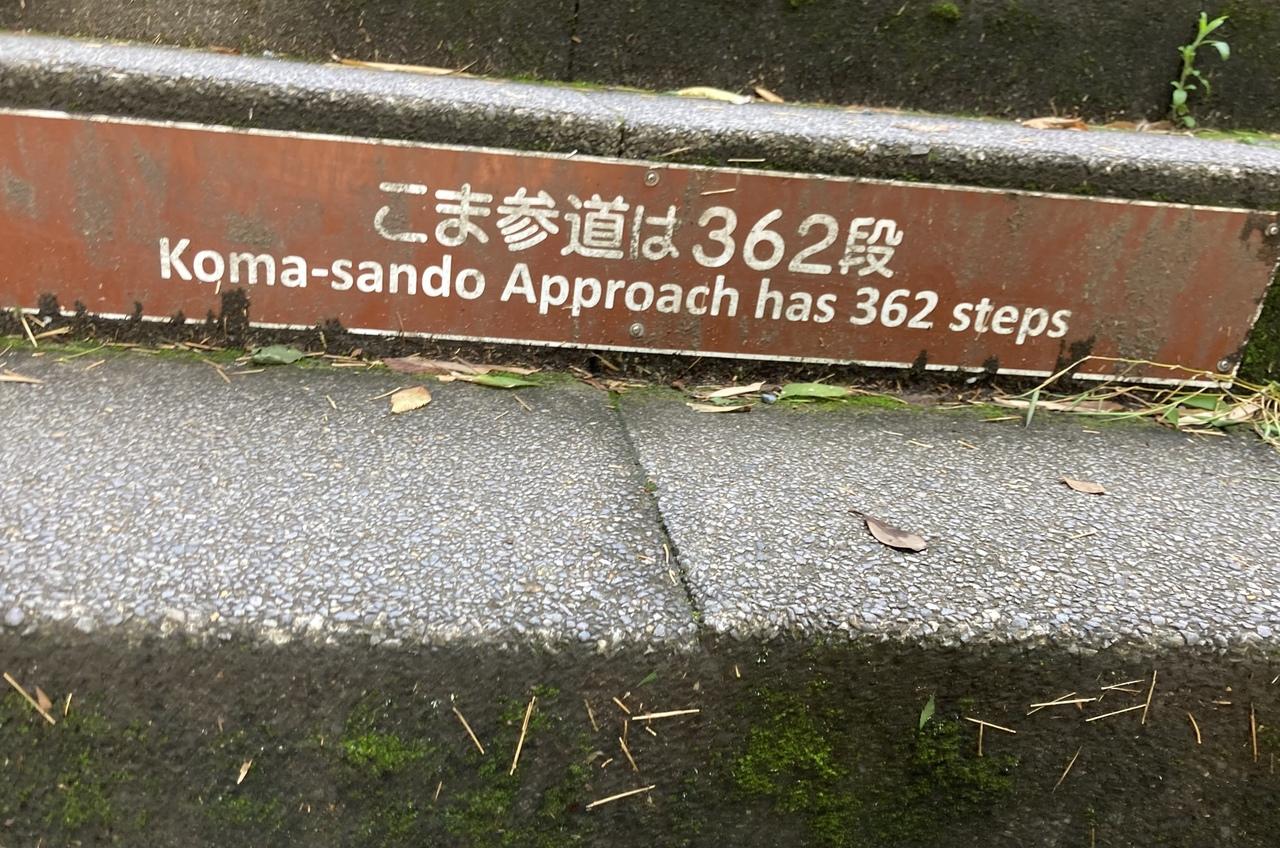 こま参道は362段
Koma-sando Approach has 362 steps